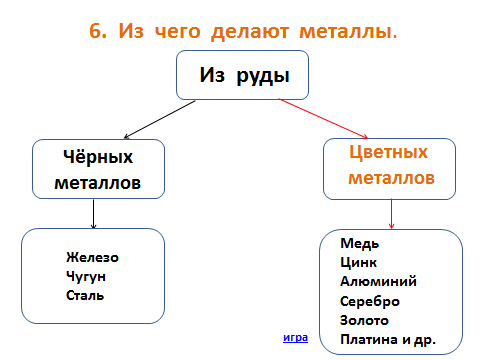 6. Из чего делают металлы.
Из руды
Чёрных
металлов
Цветных
металлов
Железо
Чугун
Сталь
Медь
Цинк
Алюминий
Серебро
Золото
Платина и др.
игра